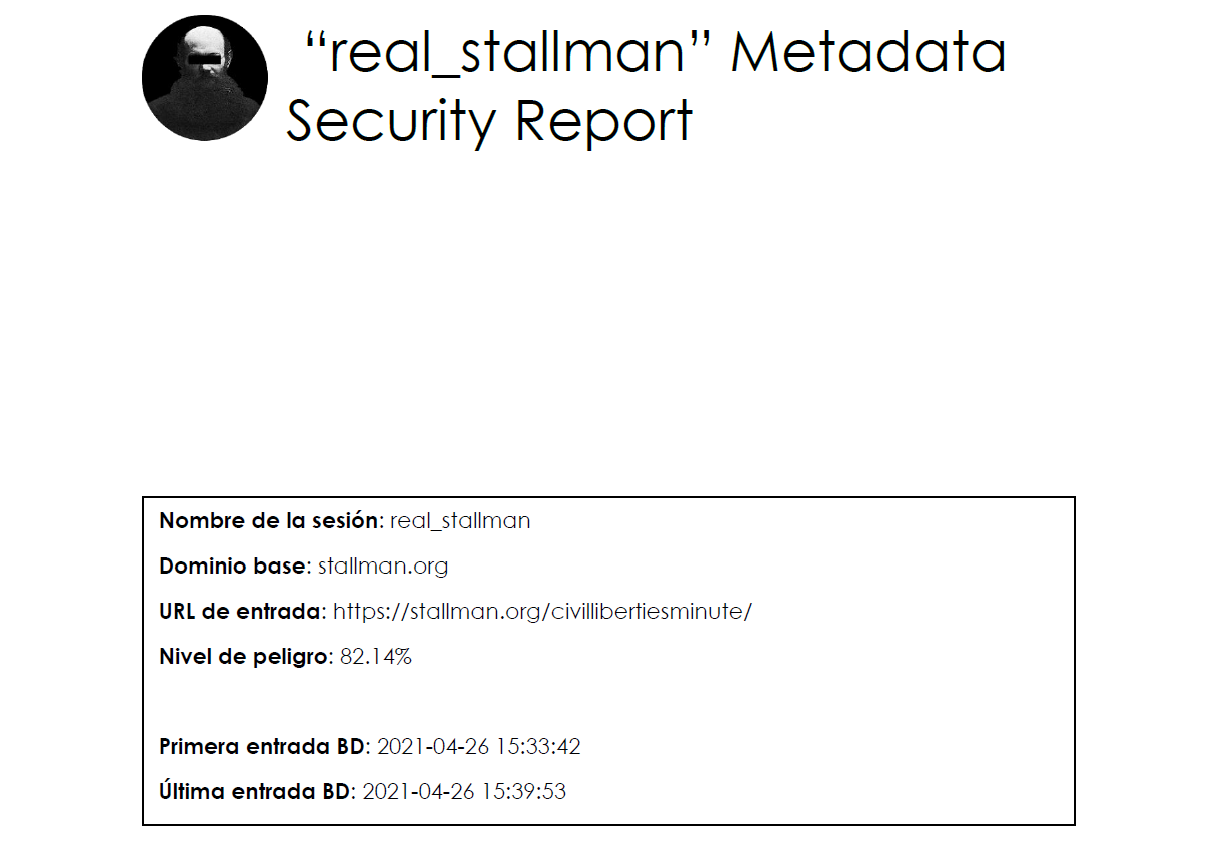 “real_stallman” Metadata
Security Report
Nombre de la sesión: real_stallman
Dominio base: stallman.org
URL de entrada: https://stallman.org/civillibertiesminute/
Nivel de peligro: 82.14%
Primera entrada BD: 2021-04-26 15:33:42
Última entrada BD: 2021-04-26 15:39:53